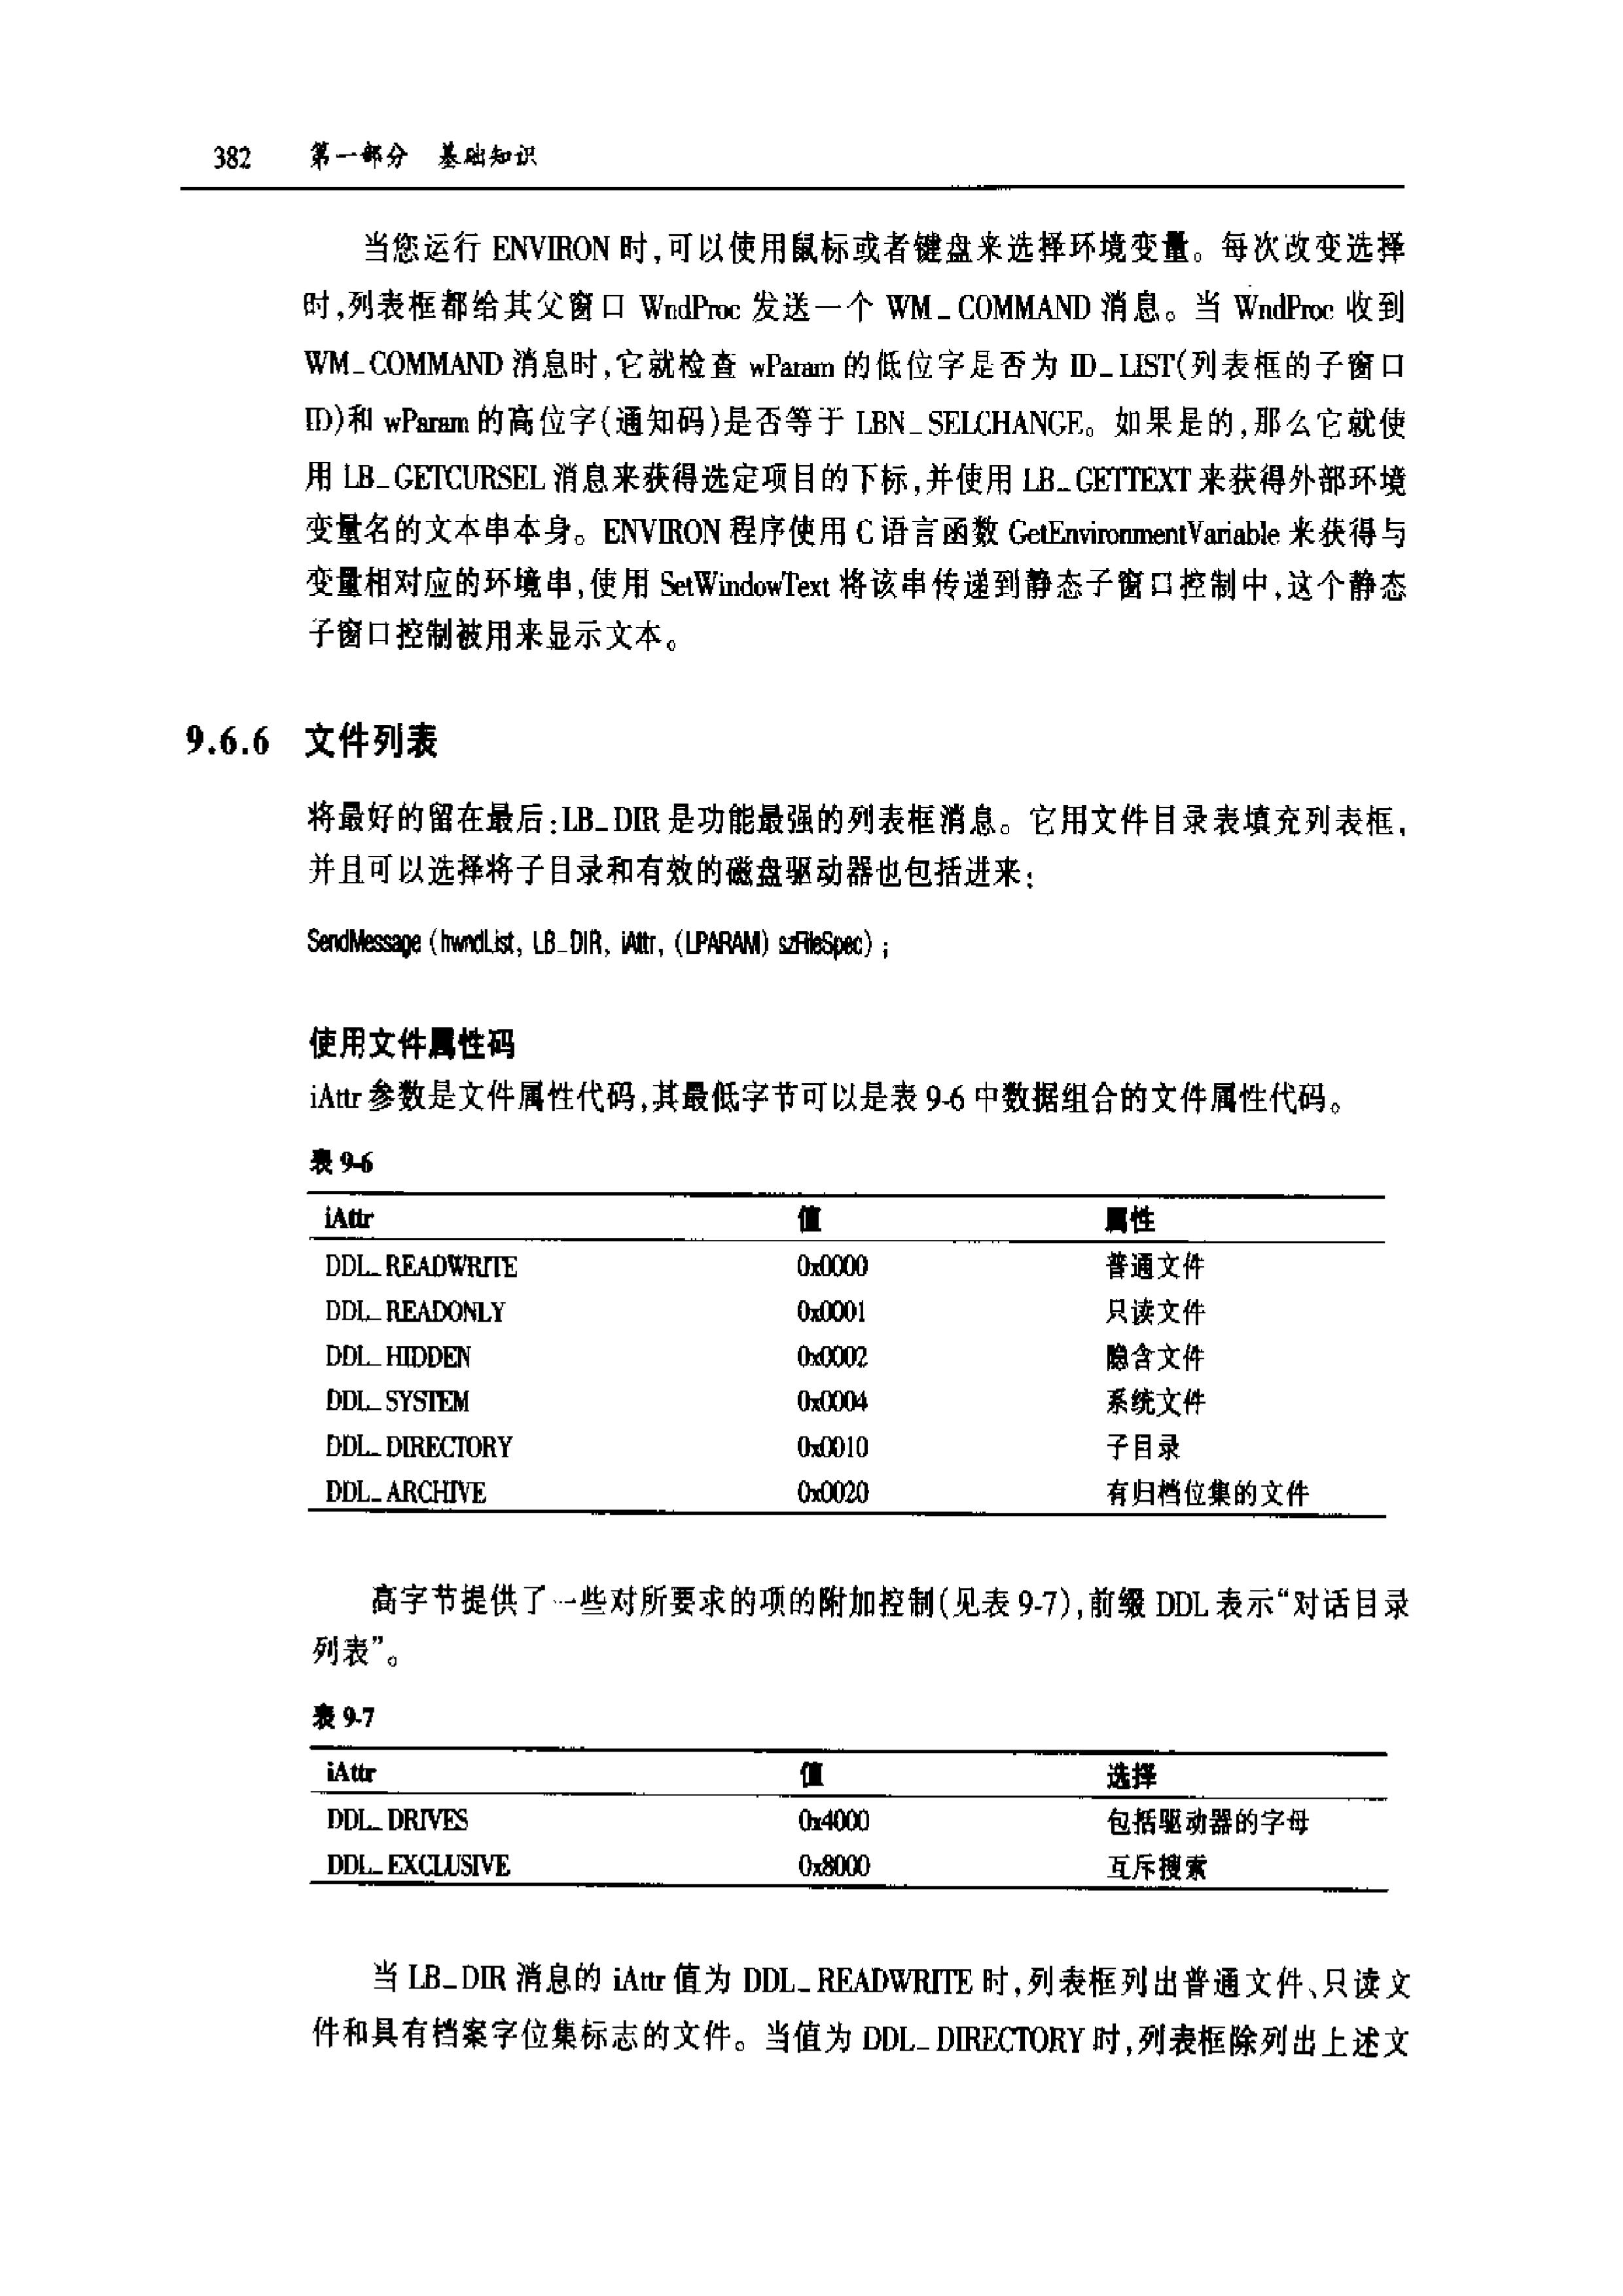 382 第一部分 基础知识
当您运行 ENVIRON 时,可以使用鼠标或者键盘来选择环境变量。每次改变选择
时,列表框都给其父窗口 WndProc 发送一个 WM_COMMAND 消息。当 WndProc 收到
WM_COMMAND 消息时,它就检查 wParam 的低位字是否为 ID_LIST(列表框的子窗口
ID)和 wParam 的高位字(通知码)是否等于 LBN_SELCHANGE。如果是的,那么它就使
用 LB_GETCURSEL 消息来获得选定项目的下标,并使用 LB_GETTEXT 来获得外部环境
变量名的文本串本身。ENVIRON 程序使用 C 语言函数 GetEnvironmentVariable 来获得与
变量相对应的环境串,使用 SetWindowText 将该串传递到静态子窗口控制中,这个静态
子窗口控制被用来显示文本。
9.6.6 文件列表
将最好的留在最后:LB_DIR 是功能最强的列表框消息。它用文件目录表填充列表框,
并且可以选择将子目录和有效的磁盘驱动器也包括进来:
SendMessage (hwndList, LB_DIR, iAttr, (LPARAM) szFileSpec) ;
使用文件属性码
iAttr 参数是文件属性代码,其最低字节可以是表 9-6 中数据组合的文件属性代码。
表 9-6
iAttr 值 属性
DDL_READWRITE 0x0000 普通文件
DDL_READONLY 0x0001 只读文件
DDL_HIDDEN 0x0002 隐含文件
DDL_SYSTEM 0x0004 系统文件
DDL_DIRECTORY 0x0010 子目录
DDL_ARCHIVE 0x0020 有归档位集的文件
高字节提供了一些对所要求的项的附加控制(见表 9-7),前缀 DDL 表示“对话目录
列表”。
表 9-7
iAttr 值 选择
DDL_DRIVES 0x4000 包括驱动器的字母
DDL_EXCLUSIVE 0x8000 互斥搜索
当 LB_DIR 消息的 iAttr 值为 DDL_READWRITE 时,列表框列出普通文件、只读文
件和具有档案字位集标志的文件。当值为 DDL_DIRECTORY 时,列表框除列出上述文